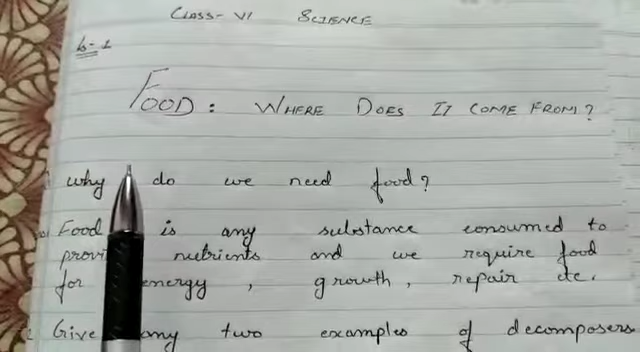 Class- VI SCIENCE
L-1
FOOD: WHERE DOES IT COME FROM?
why do we need food?
Food is any substance consumed to
nutrients and we require food
for energy, growth, repair etc.
Give any two examples of decomposers